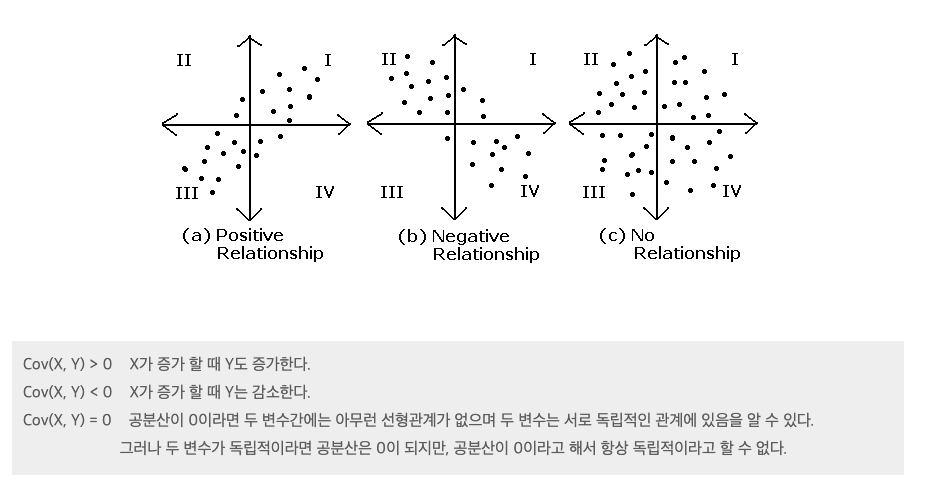 II I II I II I
III IV III IV III IV
(a) Positive Relationship
(b) Negative Relationship
(c) No Relationship
Cov(X, Y) > 0 X가 증가 할 때 Y도 증가한다.
Cov(X, Y) < 0 X가 증가 할 때 Y는 감소한다.
Cov(X, Y) = 0 공분산이 0이라면 두 변수간에는 아무런 선형관계가 없으며 두 변수는 서로 독립적인 관계에 있음을 알 수 있다.
그러나 두 변수가 독립적이라면 공분산은 0이 되지만, 공분산이 0이라고 해서 항상 독립적이라고 할 수 없다.